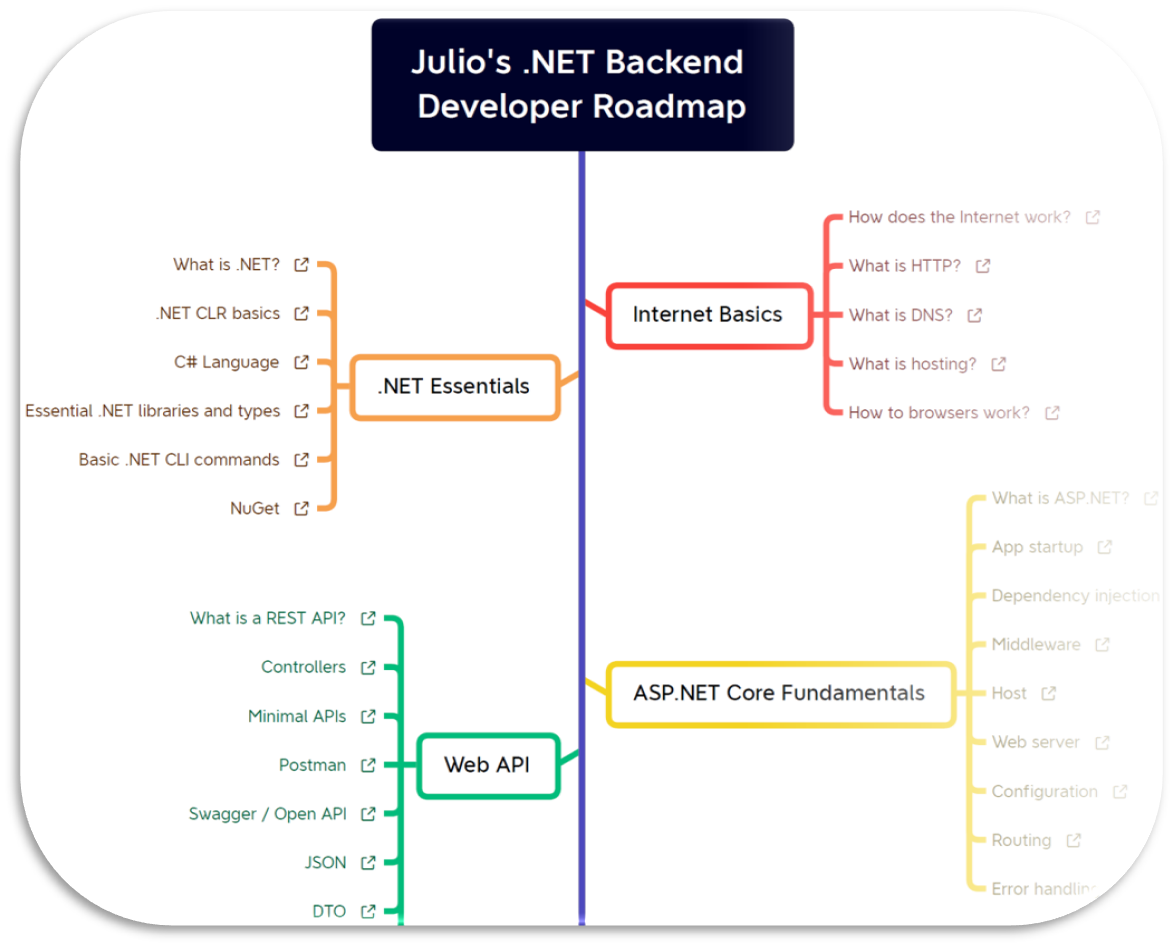 Julio's .NET Backend
Developer Roadmap
Internet Basics
How does the Internet work?
What is HTTP?
What is DNS?
What is hosting?
How to browsers work?
.NET Essentials
What is .NET?
.NET CLR basics
C# Language
Essential .NET libraries and types
Basic .NET CLI commands
NuGet
ASP.NET Core Fundamentals
What is ASP.NET?
App startup
Dependency injection
Middleware
Host
Web server
Configuration
Routing
Error handling
Web API
What is a REST API?
Controllers
Minimal APIs
Postman
Swagger / Open API
JSON
DTO